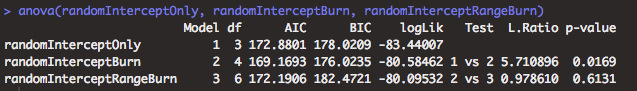 > anova(randomInterceptOnly, randomInterceptBurn, randomInterceptRangeBurn)
Model df AIC BIC logLik Test L.Ratio p-value
randomInterceptOnly 1 3 172.8801 178.0209 -83.44007
randomInterceptBurn 2 4 169.1693 176.0235 -80.58462 1 vs 2 5.710896 0.0169
randomInterceptRangeBurn 3 6 172.1906 182.4721 -80.09532 2 vs 3 0.978610 0.6131